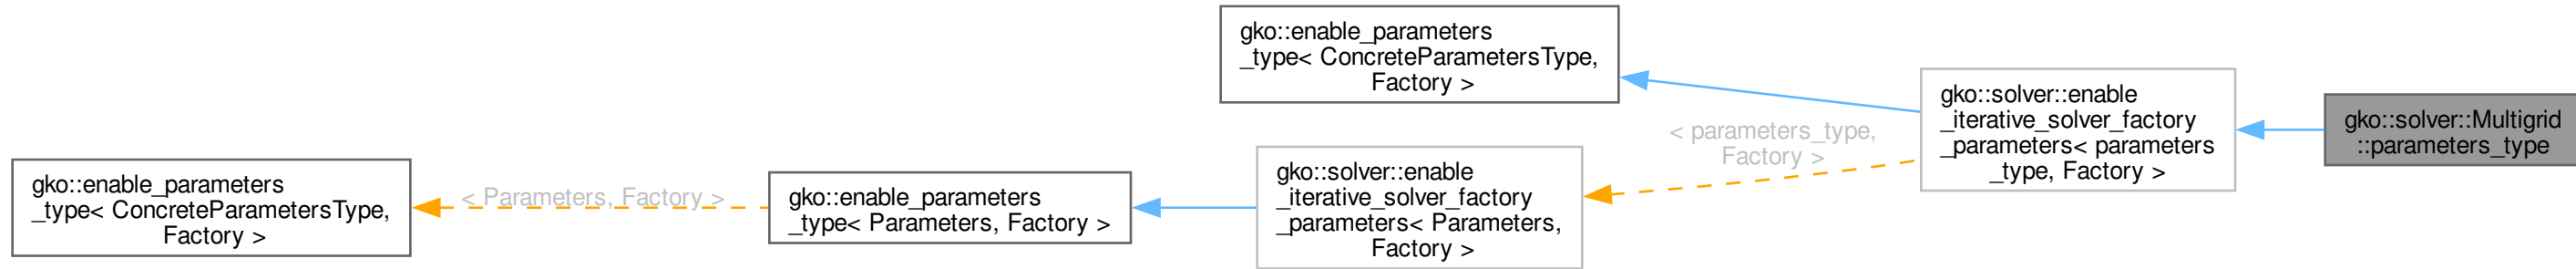 gko::enable_parameters
_type< ConcreteParametersType,
Factory >
gko::solver::enable
_iterative_solver_factory
_parameters< parameters
_type, Factory >
gko::solver::Multigrid
::parameters_type
< parameters_type,
Factory >
gko::enable_parameters
_type< ConcreteParametersType,
Factory >
< Parameters, Factory >
gko::enable_parameters
_type< Parameters, Factory >
gko::solver::enable
_iterative_solver_factory
_parameters< Parameters,
Factory >